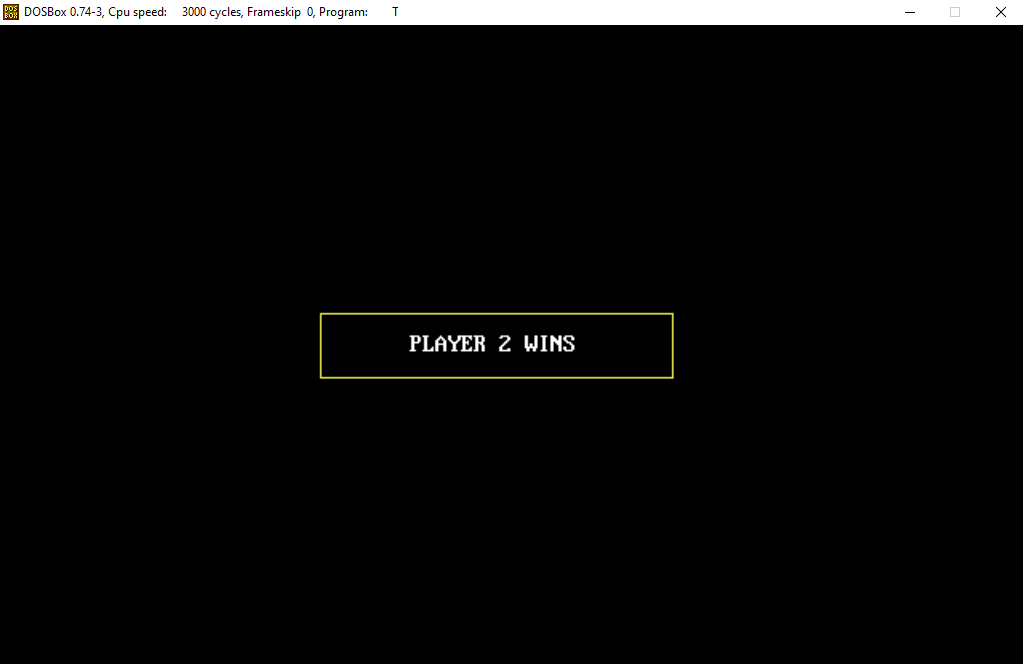 DOSBox 0.74-3, Cpu speed: 3000 cycles, Frameskip 0, Program: T
PLAYER 2 WINS